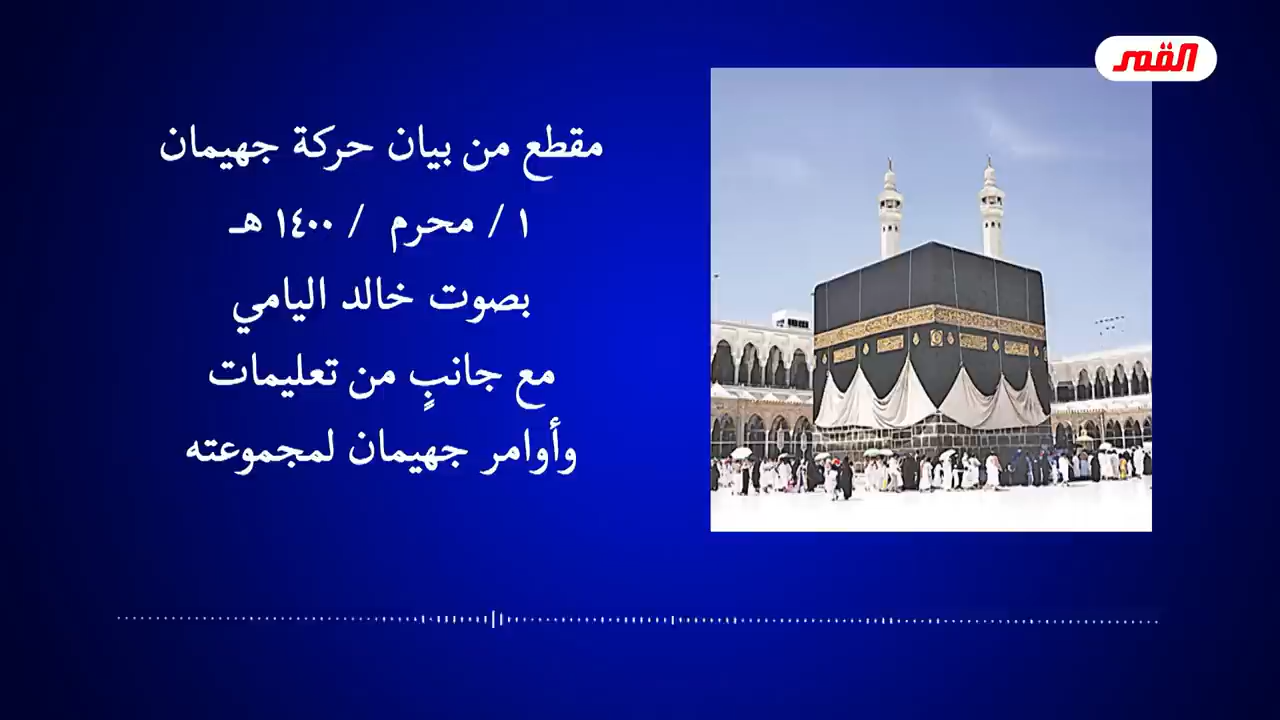 القمر
مقطع من بيان حركة جهيمان
١ / محرم / ١٤٠٠ هـ
بصوت خالد اليامي
مع جانبٍ من تعليمات
وأوامر جهيمان لمجموعته